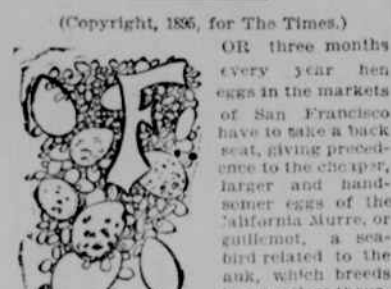 (Copyright, 1895, for The Times.)
FOR three months
every year hen
eggs in the markets
of San Francisco
have to take a back
seat, giving preced-
ence to the cheaper,
larger and hand-
somer eggs of the
California Murre, or
guillemot, a sea-
bird related to the
auk, which breeds